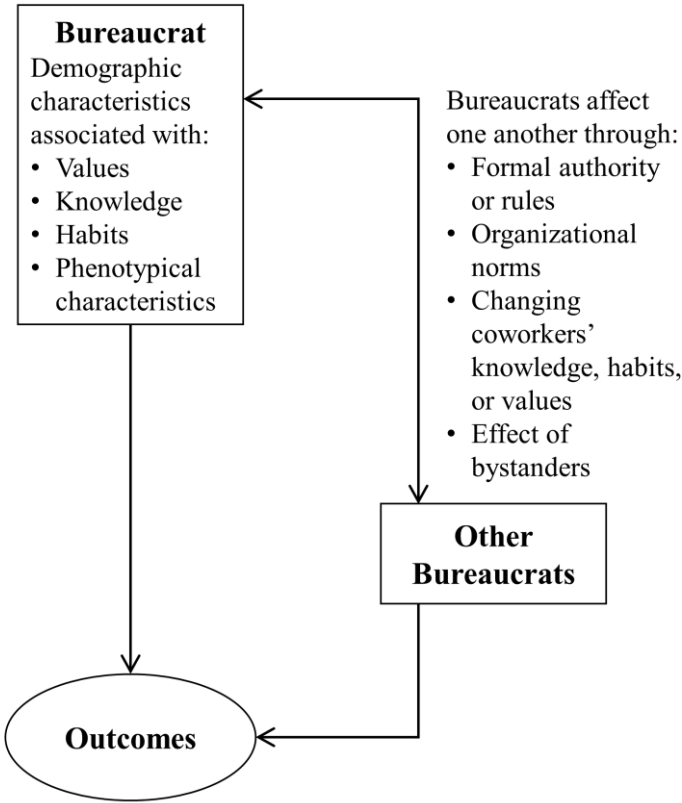 Bureaucrat
Demographic
characteristics
associated with:
• Values
• Knowledge
• Habits
• Phenotypical
characteristics
Bureaucrats affect
one another through:
• Formal authority
or rules
• Organizational
norms
• Changing
coworkers’
knowledge, habits,
or values
• Effect of
bystanders
Other
Bureaucrats
Outcomes